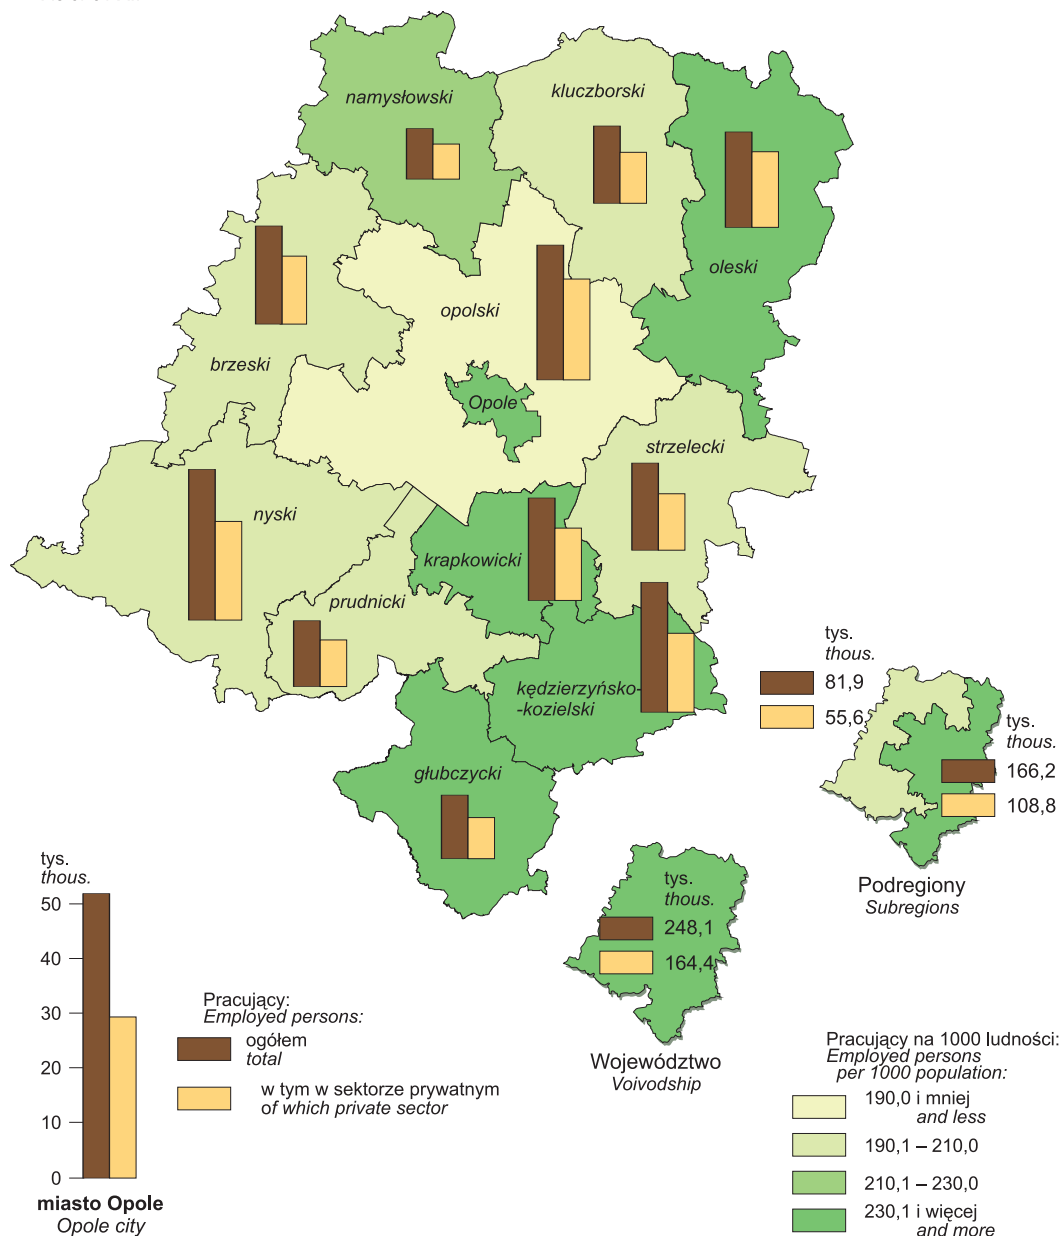 namysłowski
kluczborski
oleski
opolski
brzeski
Opole
strzelecki
nyski
krapkowicki
prudnicki
kędzierzyńsko-
-kozielski
głubczycki
tys.
thous.
81,9
55,6
tys.
thous.
166,2
108,8
Podregiony
Subregions
tys.
thous.
248,1
164,4
Województwo
Voivodship
tys.
thous.
50
40
30
20
10
0
miasto Opole
Opole city
Pracujący:
Employed persons:
ogółem
total
w tym w sektorze prywatnym
of which private sector
Pracujący na 1000 ludności:
Employed persons
per 1000 population:
190,0 i mniej
and less
190,1 – 210,0
210,1 – 230,0
230,1 i więcej
and more